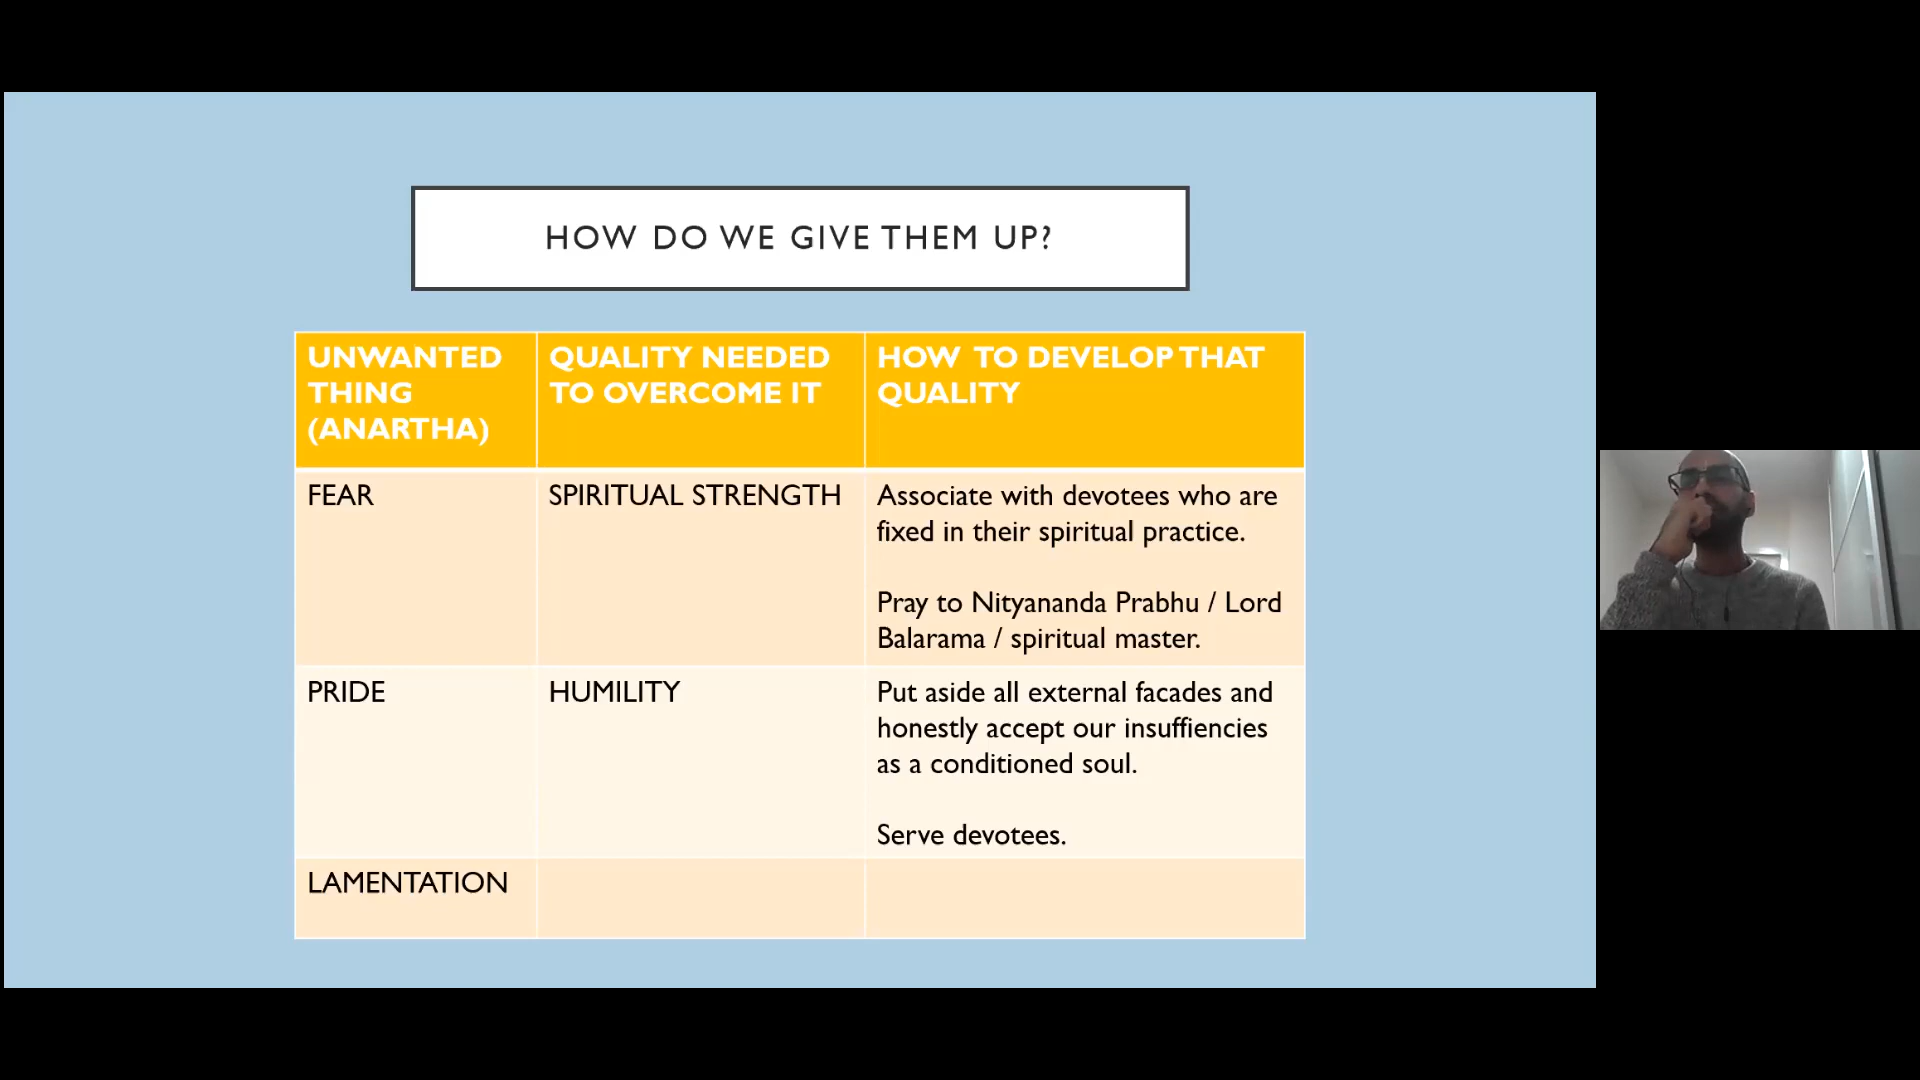 HOW DO WE GIVE THEM UP?
UNWANTED
THING
(ANARTHA)
QUALITY NEEDED
TO OVERCOME IT
HOW TO DEVELOP THAT
QUALITY
FEAR
SPIRITUAL STRENGTH
Associate with devotees who are
fixed in their spiritual practice.
Pray to Nityananda Prabhu / Lord
Balarama / spiritual master.
PRIDE
HUMILITY
Put aside all external facades and
honestly accept our insuffiencies
as a conditioned soul.
Serve devotees.
LAMENTATION